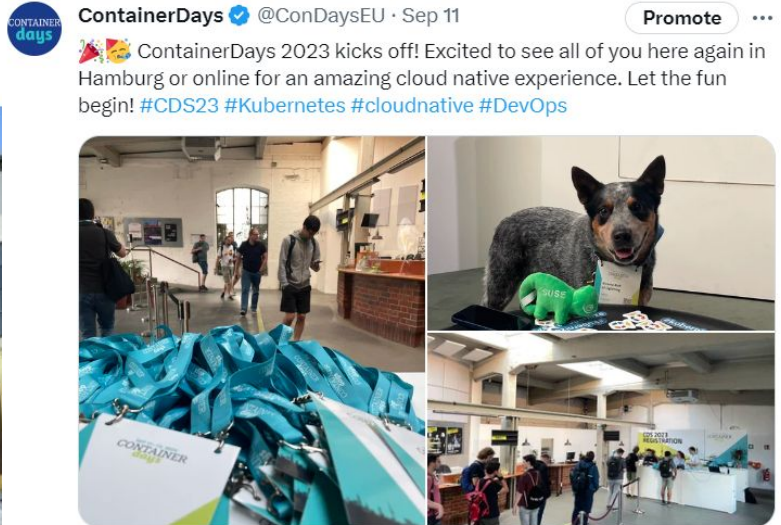 CONTAINER
days
ContainerDays @ConDaysEU · Sep 11
Promote
🎉🥳 ContainerDays 2023 kicks off! Excited to see all of you here again in
Hamburg or online for an amazing cloud native experience. Let the fun
begin! #CDS23 #Kubernetes #cloudnative #DevOps
SUSE
CONTAINER
days
CDS 2023
REGISTRATION